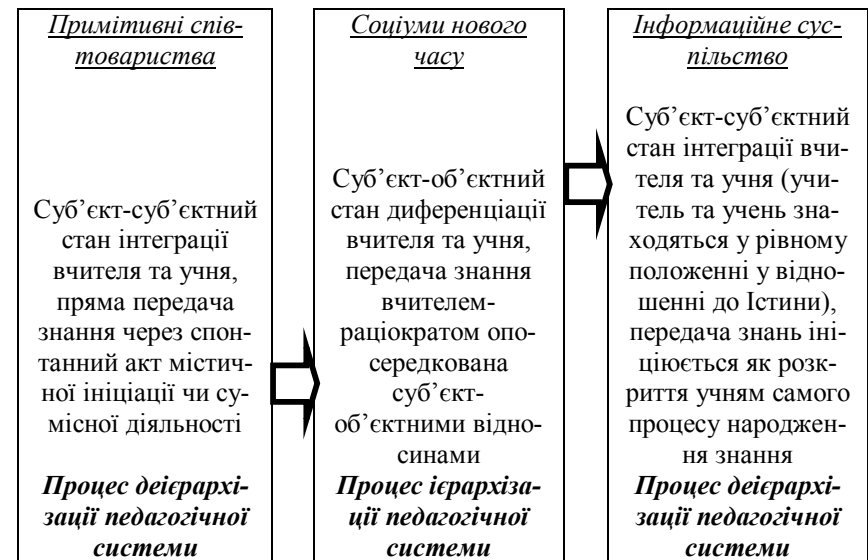 Примітивні спів-
товариства
Суб’єкт-суб’єктний
стан інтеграції
вчителя та учня,
пряма передача
знання через спон-
танний акт містич-
ної ініціації чи су-
місної діяльності
Процес деієрархі-
зації педагогічної
системи
Соціуми нового
часу
Суб’єкт-об’єктний
стан диференціації
вчителя та учня,
передача знання
вчителем-
раціократом опо-
середкована
суб’єкт-
об’єктними відно-
синами
Процес ієрархіза-
ції педагогічної
системи
Інформаційне сус-
пільство
Суб’єкт-суб’єктний
стан інтеграції вчи-
теля та учня (учи-
тель та учень зна-
ходяться у рівному
положенні у відно-
шенні до Істини),
передача знань іні-
ціюється як розк-
риття учням самого
процесу народжен-
ня знання
Процес деієрархі-
зації педагогічної
системи